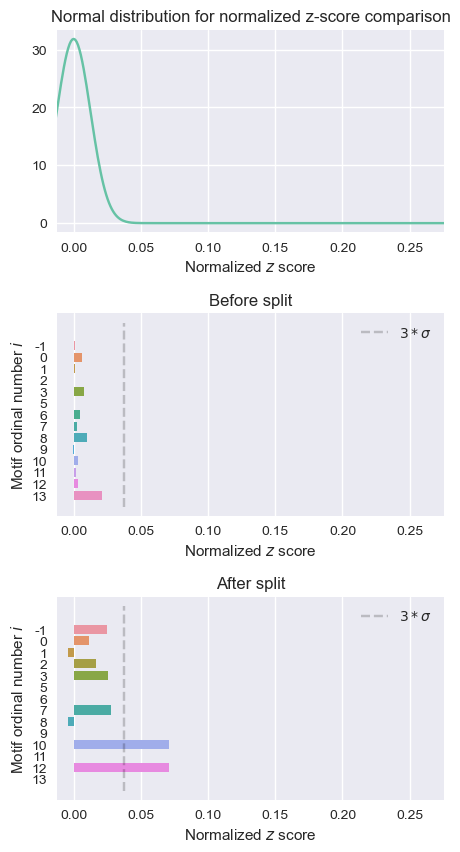 Normal distribution for normalized z-score comparison
30
20
10
0
0.00 0.05 0.10 0.15 0.20 0.25
Normalized z score
Before split
Motif ordinal number i
-1
0
1
2
3
5
6
7
8
9
10
11
12
13
3 * σ
0.00 0.05 0.10 0.15 0.20 0.25
Normalized z score
After split
Motif ordinal number i
-1
0
1
2
3
5
6
7
8
9
10
11
12
13
3 * σ
0.00 0.05 0.10 0.15 0.20 0.25
Normalized z score